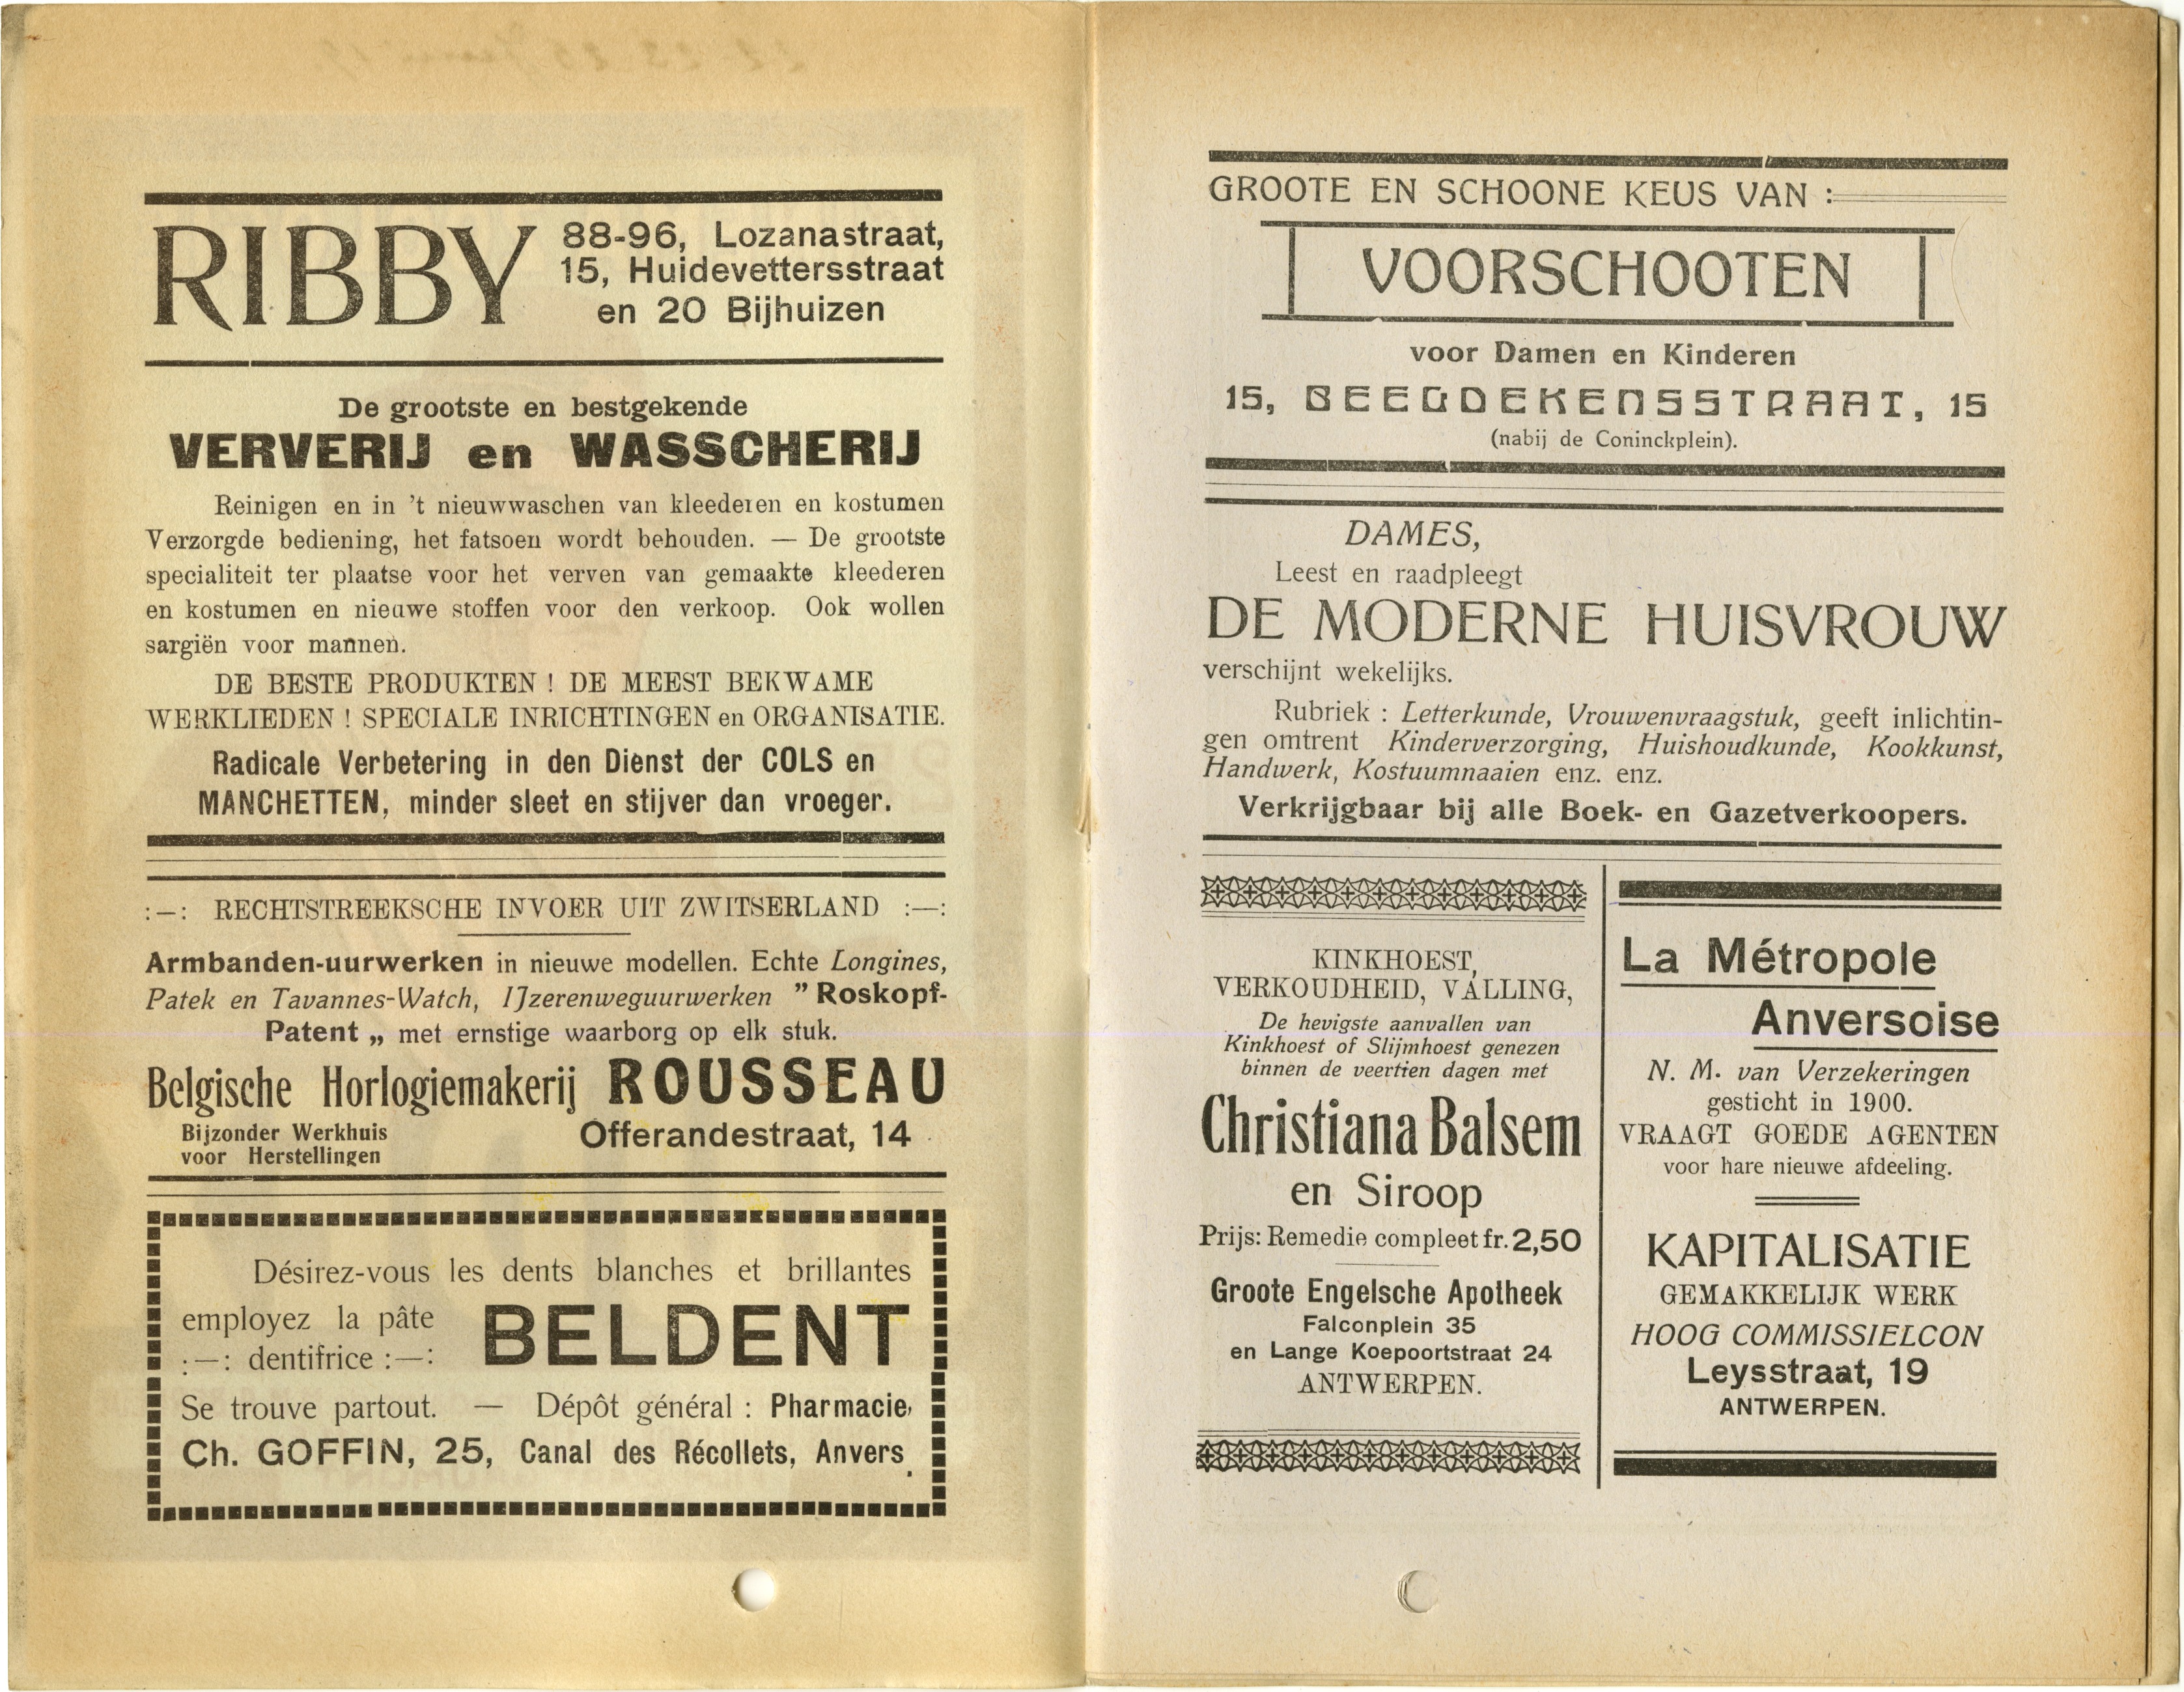 RIBBY
88-96, Lozanastraat,
15, Huidevettersstraat
en 20 Bijhuizen
De grootste en bestgekende
VERVERIJ en WASSCHERIJ
Reinigen en in 't nieuwwaschen van kleederen en kostumen
Verzorgde bediening, het fatsoen wordt behouden. — De grootste
specialiteit ter plaatse voor het verven van gemaakte kleederen
en kostumen en nieuwe stoffen voor den verkoop. Ook wollen
sargiën voor mannen.
DE BESTE PRODUKTEN ! DE MEEST BEKWAME
WERKLIEDEN ! SPECIALE INRICHTINGEN en ORGANISATIE.
Radicale Verbetering in den Dienst der COLS en
MANCHETTEN, minder sleet en stijver dan vroeger.
:—: RECHTSTREEKSCHE INVOER UIT ZWITSERLAND :—:
Armbanden-uurwerken in nieuwe modellen. Echte Longines,
Patek en Tavannes-Watch, IJzerenweguurwerken " Roskopf-
Patent „ met ernstige waarborg op elk stuk.
Belgische Horlogiemakerij ROUSSEAU
Bijzonder Werkhuis
voor Herstellingen
Offerandestraat, 14
Désirez-vous les dents blanches et brillantes
employez la pâte
:—: dentifrice :—:
BELDENT
Se trouve partout. — Dépôt général : Pharmacie,
Ch. GOFFIN, 25, Canal des Récollets, Anvers.
GROOTE EN SCHOONE KEUS VAN :
VOORSCHOOTEN
voor Damen en Kinderen
15, BEEGDEKENSSTRAAT, 15
(nabij de Coninckplein).
DAMES,
Leest en raadpleegt
DE MODERNE HUISVROUW
verschijnt wekelijks.
Rubriek : Letterkunde, Vrouwenvraagstuk, geeft inlichtin-
gen omtrent Kinderverzorging, Huishoudkunde, Kookkunst,
Handwerk, Kostuumnaaien enz. enz.
Verkrijgbaar bij alle Boek- en Gazetverkoopers.
KINKHOEST,
VERKOUDHEID, VALLING,
De hevigste aanvallen van
Kinkhoest of Slijmhoest genezen
binnen de veertien dagen met
Christiana Balsem
en Siroop
Prijs: Remedie compleet fr. 2,50
Groote Engelsche Apotheek
Falconplein 35
en Lange Koepoortstraat 24
ANTWERPEN.
La Métropole
Anversoise
N. M. van Verzekeringen
gesticht in 1900.
VRAAGT GOEDE AGENTEN
voor hare nieuwe afdeeling.
KAPITALISATIE
GEMAKKELIJK WERK
HOOG COMMISSIELCON
Leysstraat, 19
ANTWERPEN.